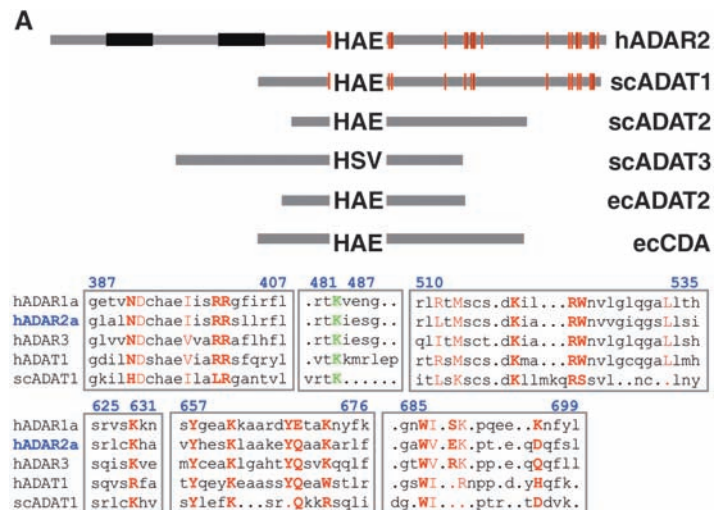 A
HAE hADAR2
HAE scADAT1
HAE scADAT2
HSV scADAT3
HAE ecADAT2
HAE ecCDA
387 407 481 487 510 535
hADAR1a getvNDchaeIisRRgfirfl .rtKveng.. rlRtMscs.dKil...RWnvlglqgaLlth
hADAR2a glalNDchaeIisRRsllrfl .rtKiesg.. rlLtMscs.dKia...RWnvvgiqgsLlsi
hADAR3 glvvNDchaeVvaRRaflhfl .rtKiesg.. qlItMsct.dKia...RWnvlglqgaLlsh
hADAT1 gdilNDshaeViaRRsfqryl .vtKkmrlep rtRsMscs.dKma...RWnvlgcqgaLlmh
scADAT1 gkilHDchaeIlaLRgantvl vrtK...... itLsKscs.dKllmkqRSsvl..nc..lny
625 631 657 676 685 699
hADAR1a srvsKkn sYgeaKkaardYEtaKnyfk .gnWI.SK.pqee..Knfyl
hADAR2a srlcKha vYhesKlaakeYQaaKarlf .gaWV.EK.pt.e.qDqfsl
hADAR3 sqisKve mYceaKlgahtYQsvKqqlf .gtWV.RK.pp.e.qQqfll
hADAT1 sqvsRfa tYqeyKeaassYQeaWstlr .gsWI..Rnpp.d.yHqfk.
scADAT1 srlcKhv sYlefK...sr.QkkRsqli dg.WI....ptr..tDdvk.